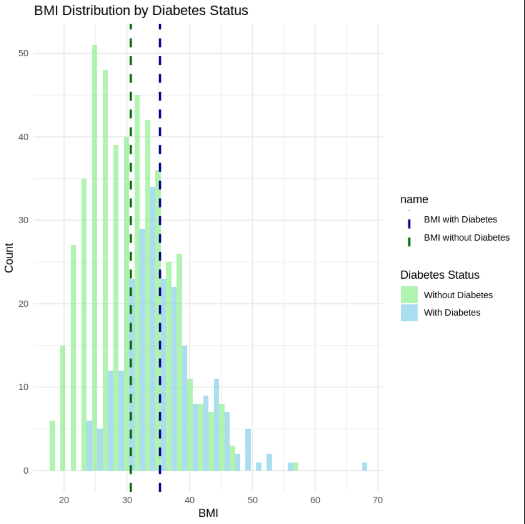 BMI Distribution by Diabetes Status
Count
50
40
30
20
10
0
20 30 40 50 60 70
BMI
name
BMI with Diabetes
BMI without Diabetes
Diabetes Status
Without Diabetes
With Diabetes